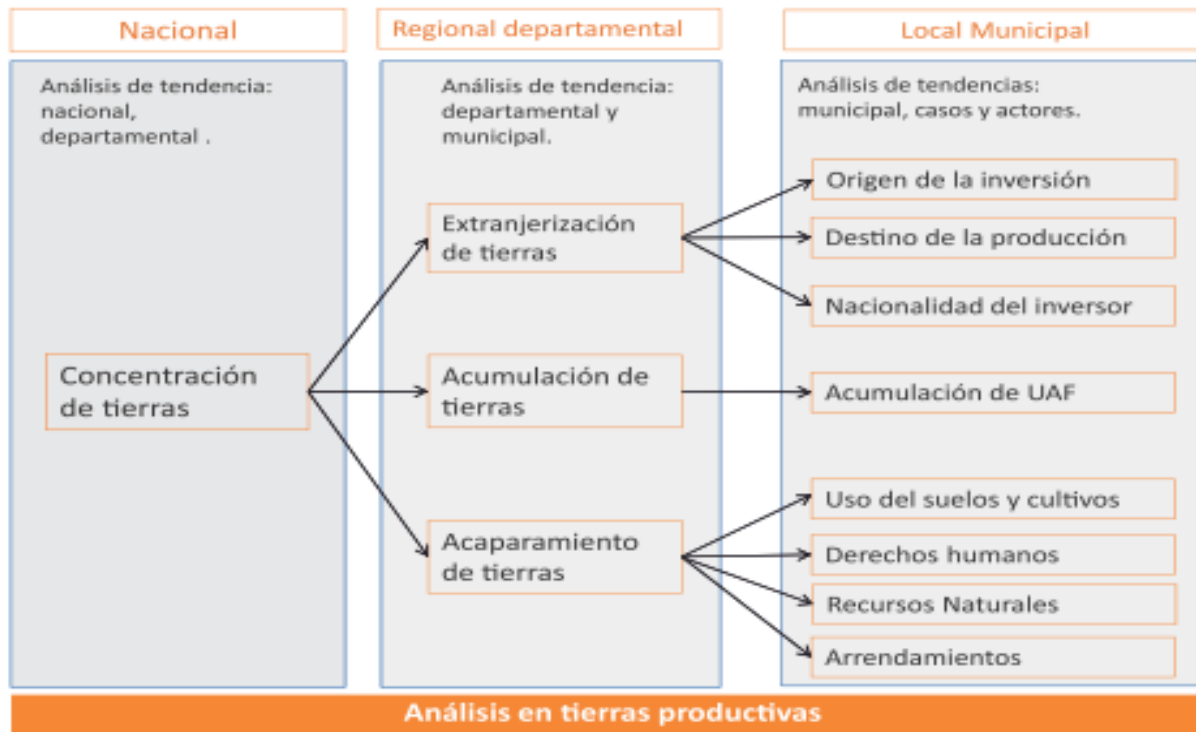 Nacional
Regional departamental
Local Municipal
Análisis de tendencia:
nacional,
departamental .
Análisis de tendencia:
departamental y
municipal.
Análisis de tendencias:
municipal, casos y actores.
Concentración
de tierras
Extranjerización
de tierras
Acumulación de
tierras
Acaparamiento
de tierras
Origen de la inversión
Destino de la producción
Nacionalidad del inversor
Acumulación de UAF
Uso del suelos y cultivos
Derechos humanos
Recursos Naturales
Arrendamientos
Análisis en tierras productivas